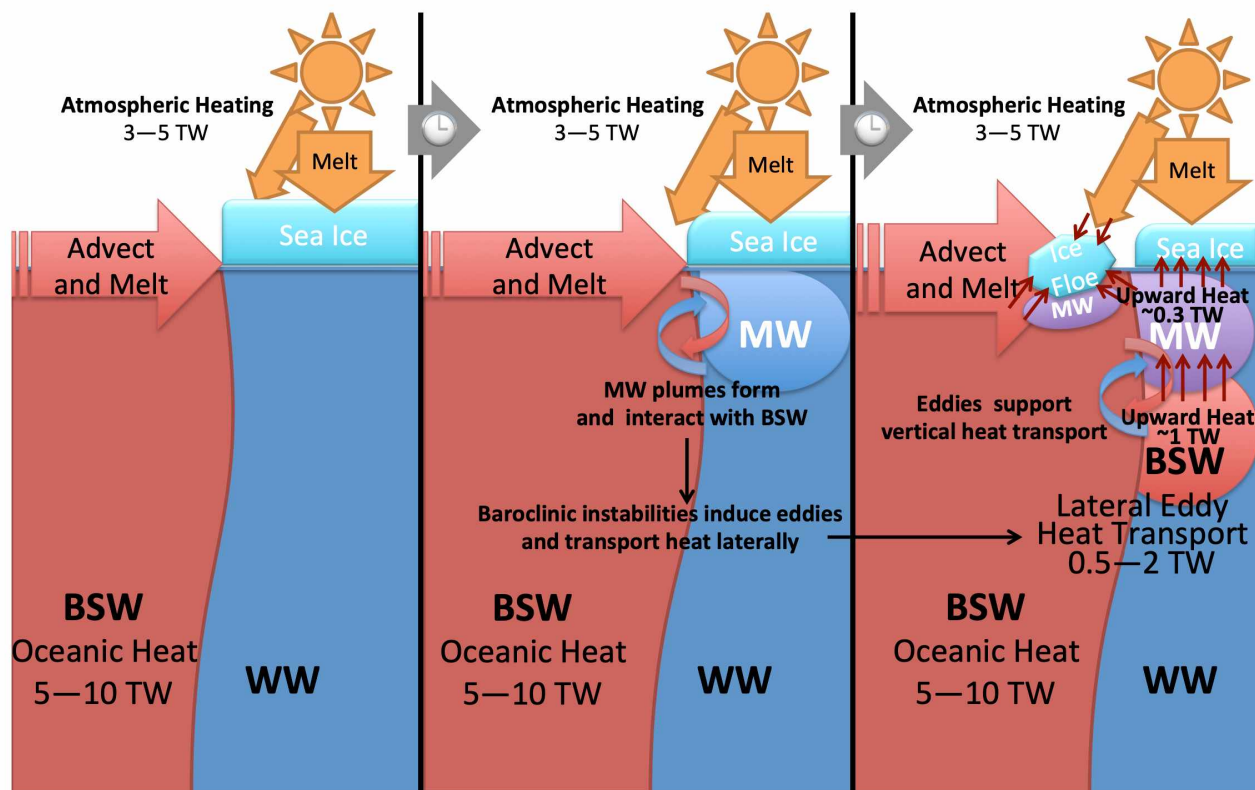 Atmospheric Heating
3—5 TW
Melt
Sea Ice
Advect
and Melt
BSW
Oceanic Heat
5—10 TW
WW
Atmospheric Heating
3—5 TW
Melt
Sea Ice
Advect
and Melt
MW
MW plumes form
and interact with BSW
Baroclinic instabilities induce eddies
and transport heat laterally
BSW
Oceanic Heat
5—10 TW
WW
Atmospheric Heating
3—5 TW
Melt
Sea Ice
Advect
and Melt
Ice
Floe
MW
Upward Heat
~0.3 TW
MW
Eddies support
vertical heat transport
Upward Heat
~1 TW
BSW
Lateral Eddy
Heat Transport
0.5—2 TW
BSW
Oceanic Heat
5—10 TW
WW